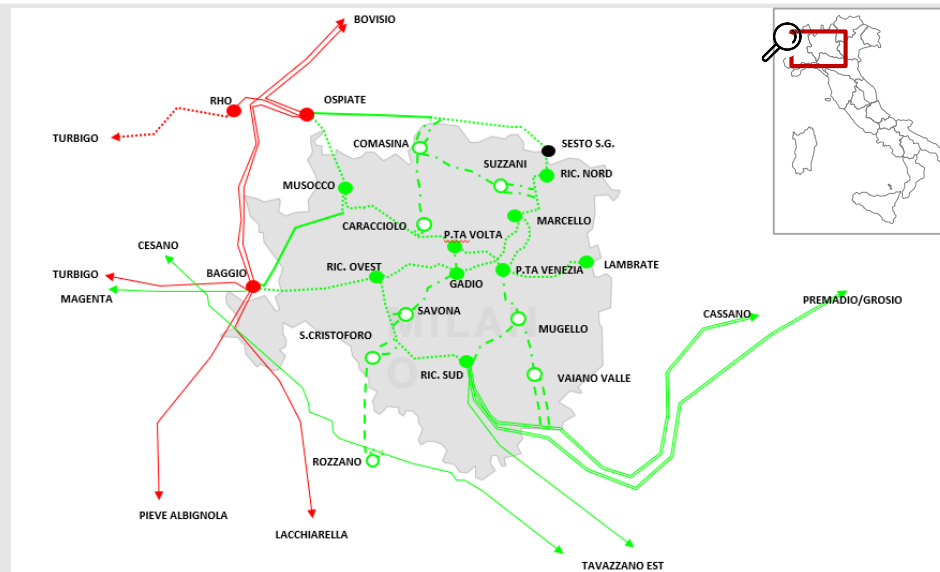 BOVISIO
RHO
OSPIATE
TURBIGO
COMASINA
SESTO S.G.
SUZZANI
RIC. NORD
MUSOCCO
MARCELLO
CARACCIOLO
P.TA VOLTA
CESANO
RIC. OVEST
P.TA VENEZIA
LAMBRATE
TURBIGO
BAGGIO
GADIO
MAGENTA
PREMADIO/GROSIO
SAVONA
CASSANO
MILAN
O
MUGELLO
S.CRISTOFORO
RIC. SUD
VAIANO VALLE
ROZZANO
PIEVE ALBIGNOLA
LACCHIARELLA
TAVAZZANO EST